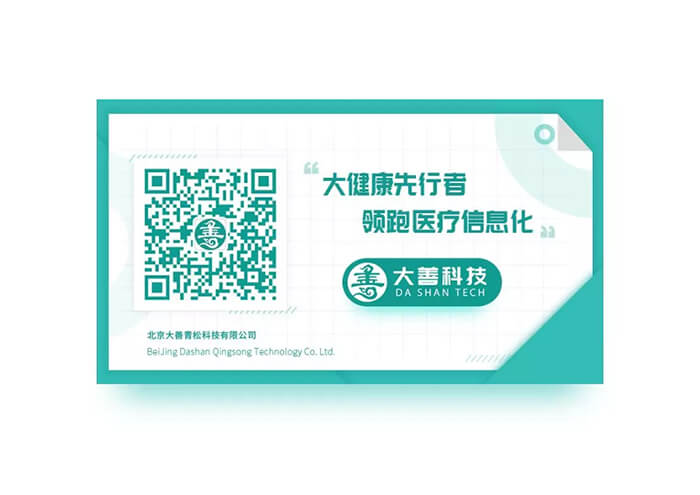 “大健康先行者
领跑医疗信息化”
善 大善科技
DA SHAN TECH
善
北京大善青松科技有限公司
BeiJing Dashan Qingsong Technology Co. Ltd.